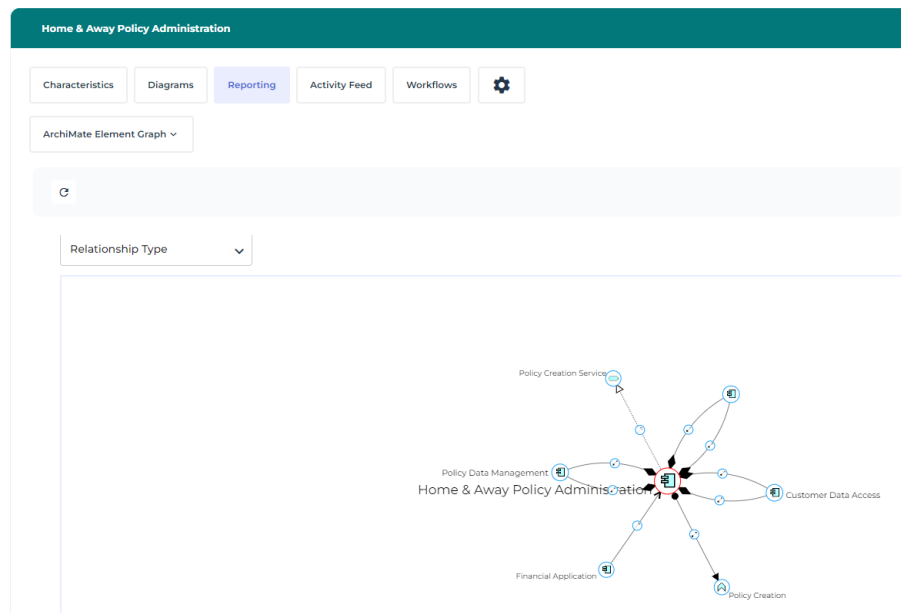 Home & Away Policy Administration
Characteristics
Diagrams
Reporting
Activity Feed
Workflows
ArchiMate Element Graph
Relationship Type
Policy Creation Service
Policy Data Management
Home & Away Policy Administration
Customer Data Access
Financial Application
Policy Creation